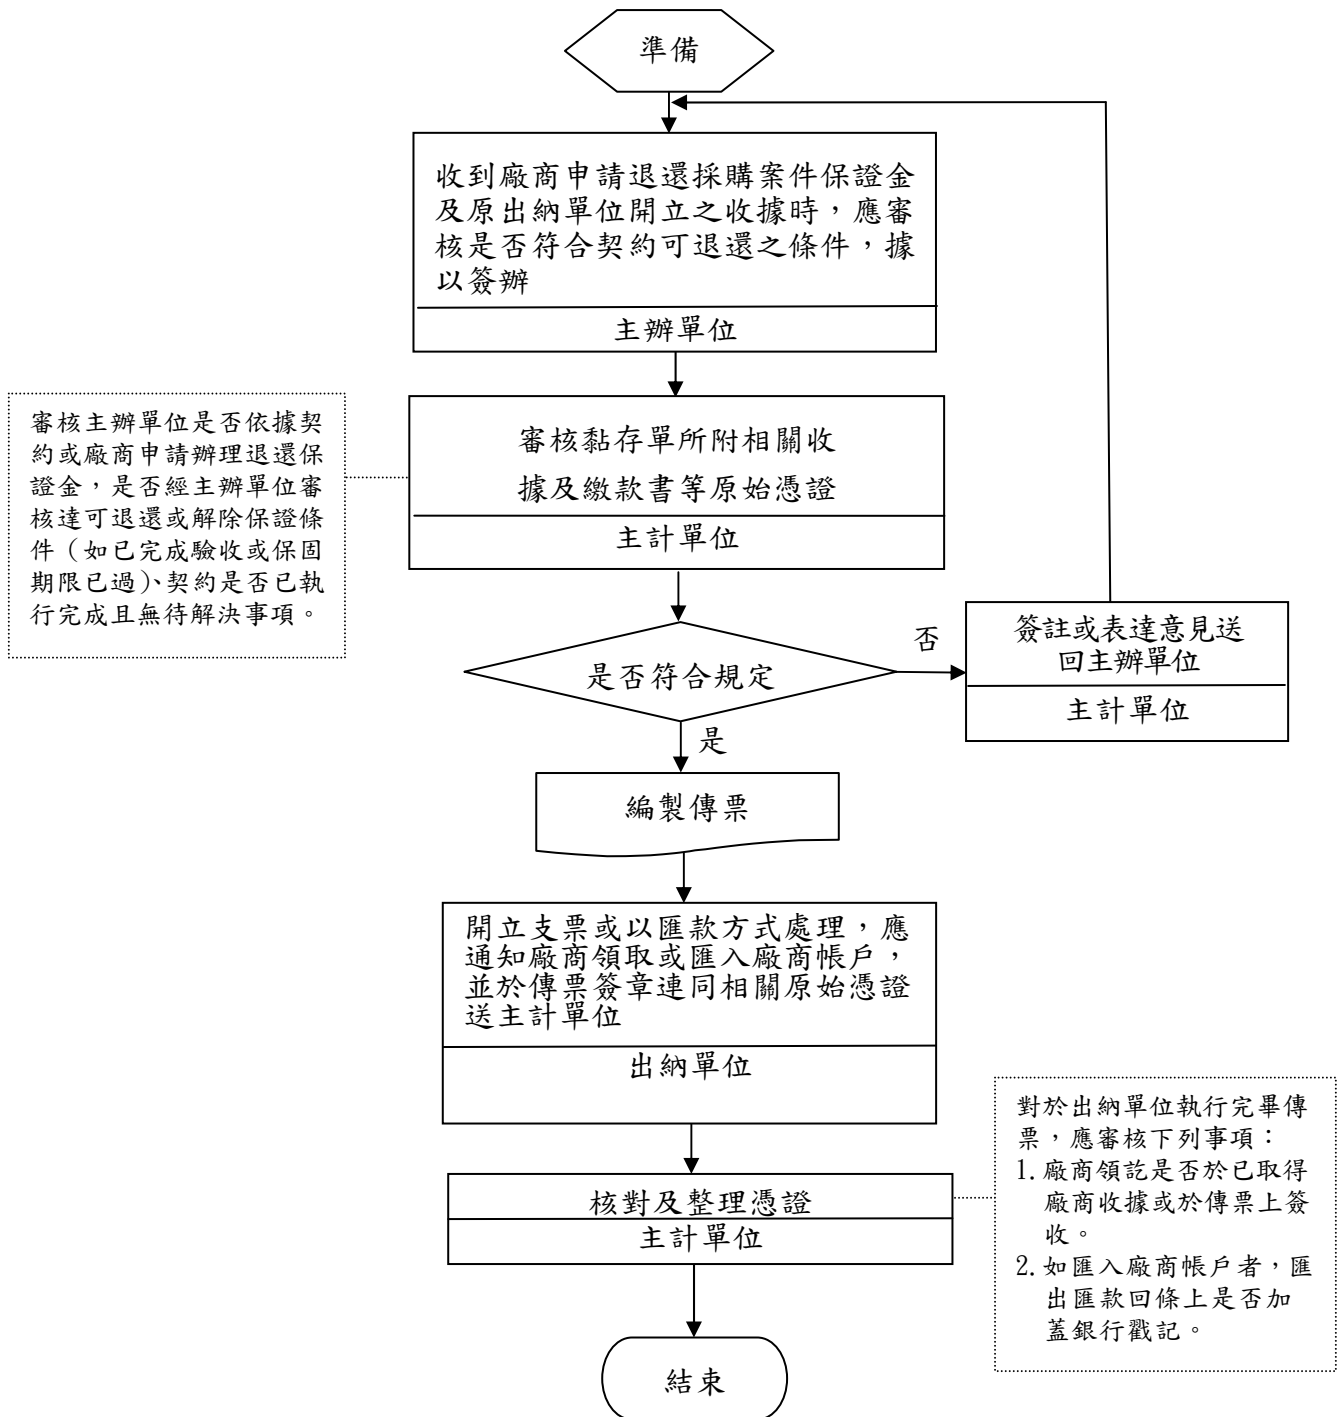 準備
收到廠商申請退還採購案件保證金
及原出納單位開立之收據時，應審
核是否符合契約可退還之條件，據
以簽辦
主辦單位
審核主辦單位是否依據契
約或廠商申請辦理退還保
證金，是否經主辦單位審
核達可退還或解除保證條
件（如已完成驗收或保固
期限已過）、契約是否已執
行完成且無待解決事項。
審核黏存單所附相關收
據及繳款書等原始憑證
主計單位
是否符合規定
否
簽註或表達意見送
回主辦單位
主計單位
是
編製傳票
開立支票或以匯款方式處理，應
通知廠商領取或匯入廠商帳戶，
並於傳票簽章連同相關原始憑證
送主計單位
出納單位
核對及整理憑證
主計單位
對於出納單位執行完畢傳
票，應審核下列事項：
1. 廠商領訖是否於已取得
廠商收據或於傳票上簽
收。
2. 如匯入廠商帳戶者，匯
出匯款回條上是否加
蓋銀行戳記。
結束